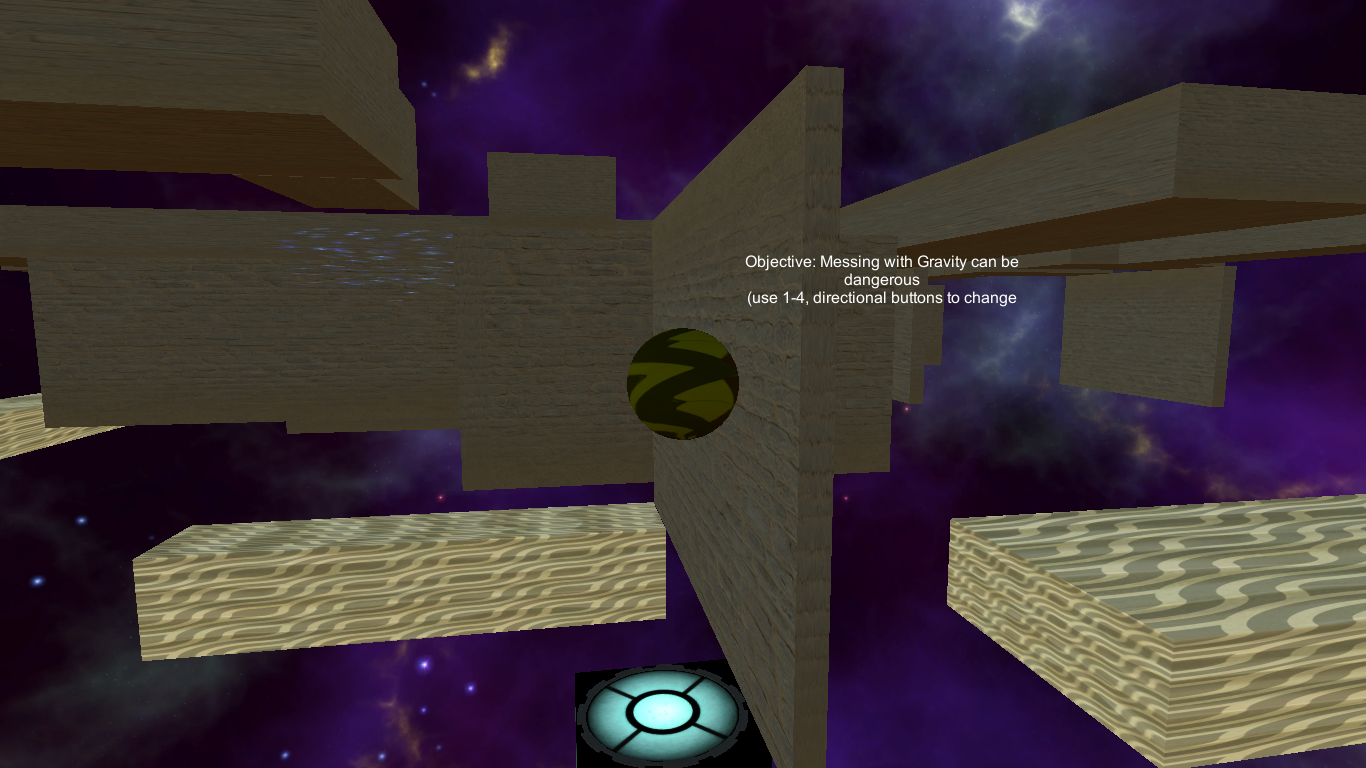 Objective: Messing with Gravity can be
dangerous
(use 1-4, directional buttons to change